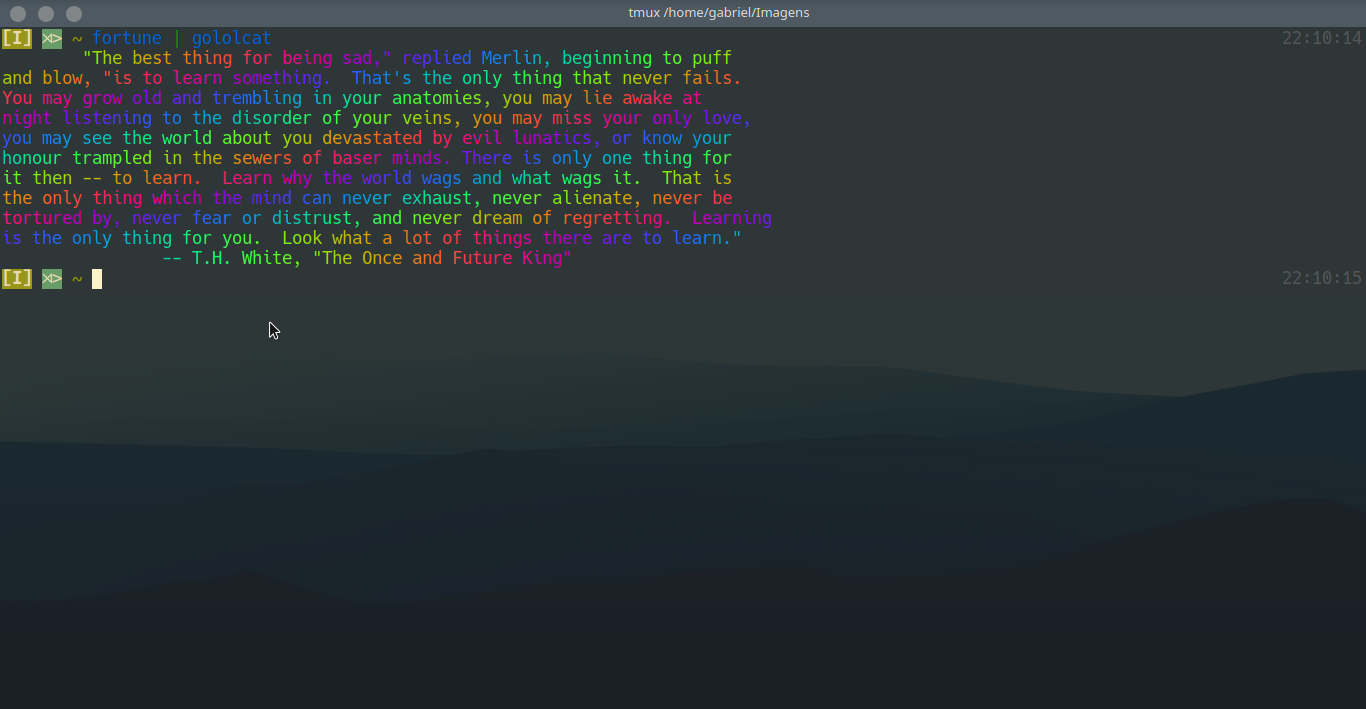 tmux /home/gabriel/Imagens
[I] ⋊> ~ fortune | gololcat 22:10:14
"The best thing for being sad," replied Merlin, beginning to puff
and blow, "is to learn something.  That's the only thing that never fails.
You may grow old and trembling in your anatomies, you may lie awake at
night listening to the disorder of your veins, you may miss your only love,
you may see the world about you devastated by evil lunatics, or know your
honour trampled in the sewers of baser minds. There is only one thing for
it then -- to learn.  Learn why the world wags and what wags it.  That is
the only thing which the mind can never exhaust, never alienate, never be
tortured by, never fear or distrust, and never dream of regretting.  Learning
is the only thing for you.  Look what a lot of things there are to learn."
-- T.H. White, "The Once and Future King"
[I] ⋊> ~ 22:10:15